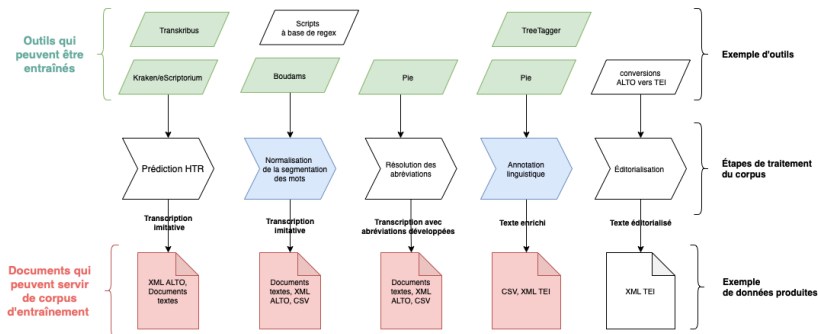 Outils qui
peuvent être
entraînés
Transkribus
Scripts
à base de regex
TreeTagger
Kraken/eScriptorium
Boudams
Pie
Pie
conversions
ALTO vers TEI
Exemple d'outils
Prédiction HTR
Normalisation
de la segmentation
des mots
Résolution des
abréviations
Annotation
linguistique
Éditorialisation
Étapes de traitement
du corpus
Transcription
imitative
Transcription
imitative
Transcription avec
abréviations développées
Texte enrichi
Texte éditorialisé
Documents qui
peuvent servir
de corpus
d'entraînement
XML ALTO,
Documents
textes
Documents
textes, XML
ALTO, CSV
Documents
textes, XML
ALTO, CSV
CSV, XML TEI
XML TEI
Exemple
de données produites